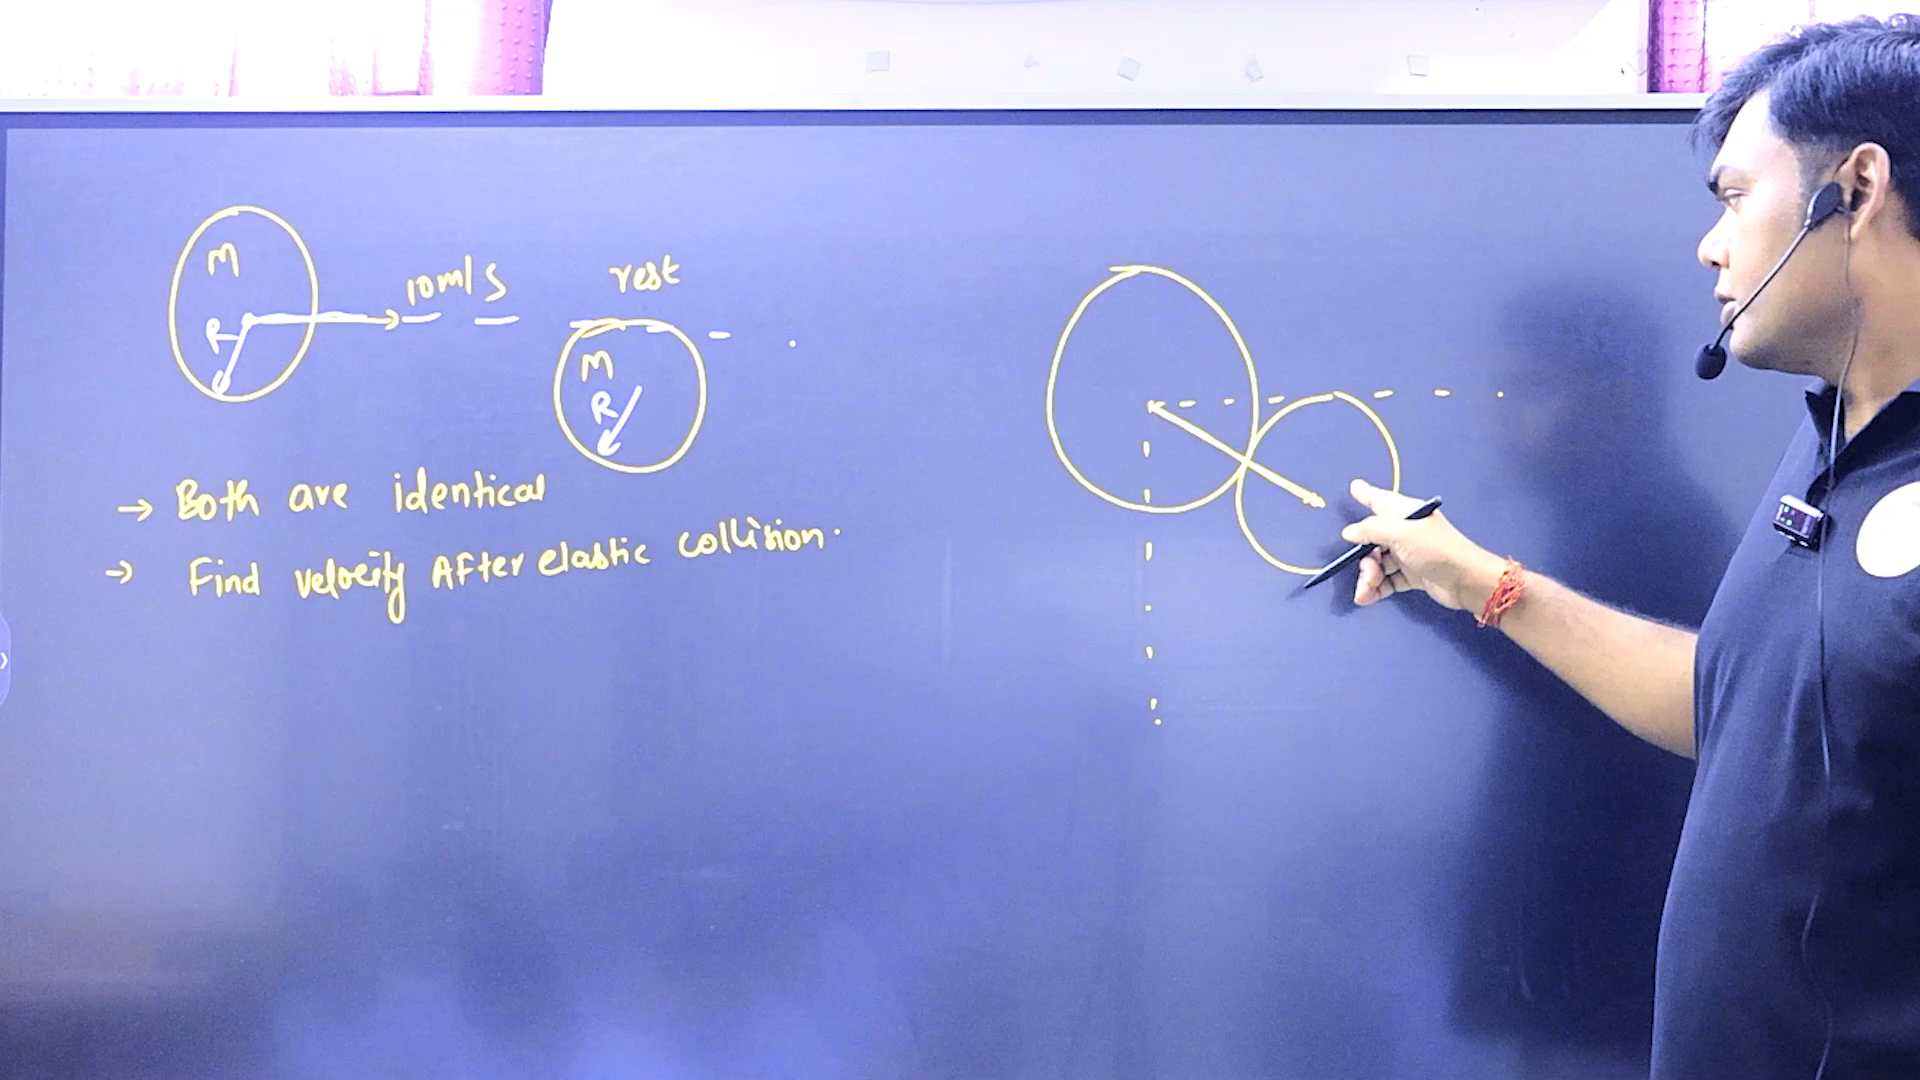 M
R
10m/s
rest
M
R
→ Both are identical
→ Find velocity After elastic collision.